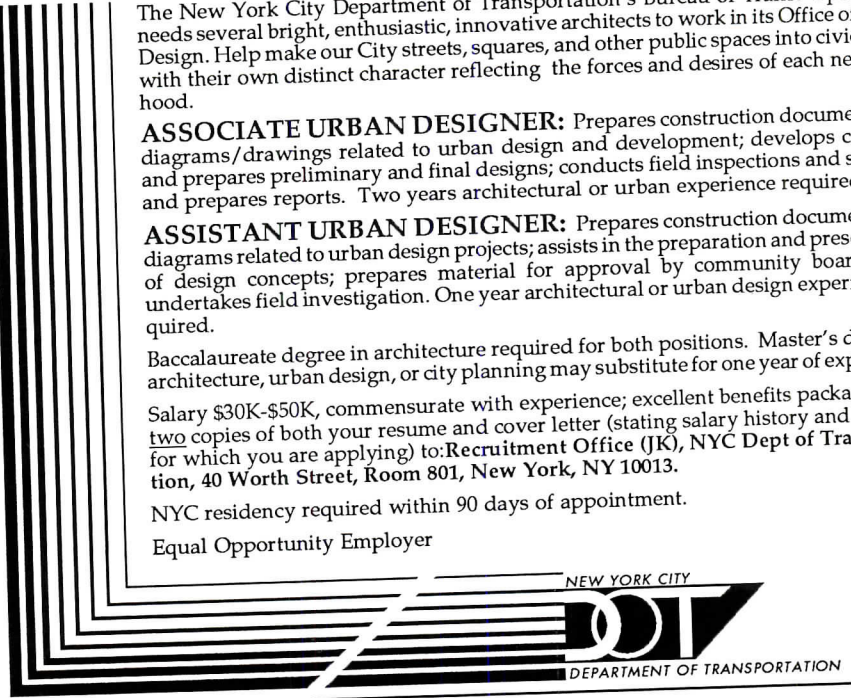 The New York City Department of Transportation's Bureau of
needs several bright, enthusiastic, innovative architects to work in its Office o
Design. Help make our City streets, squares, and other public spaces into civi
with their own distinct character reflecting the forces and desires of each ne
hood.
ASSOCIATE URBAN DESIGNER: Prepares construction docume
diagrams/drawings related to urban design and development; develops c
and prepares preliminary and final designs; conducts field inspections and s
and prepares reports. Two years architectural or urban experience require
ASSISTANT URBAN DESIGNER: Prepares construction docume
diagrams related to urban design projects; assists in the preparation and pres
of design concepts; prepares material for approval by community boar
undertakes field investigation. One year architectural or urban design experi
quired.
Baccalaureate degree in architecture required for both positions. Master's d
architecture, urban design, or city planning may substitute for one year of exp
Salary $30K-$50K, commensurate with experience; excellent benefits packa
two copies of both your resume and cover letter (stating salary history and
for which you are applying) to:Recruitment Office (JK), NYC Dept of Tra
tion, 40 Worth Street, Room 801, New York, NY 10013.
NYC residency required within 90 days of appointment.
Equal Opportunity Employer
NEW YORK CITY
DOT
DEPARTMENT OF TRANSPORTATION